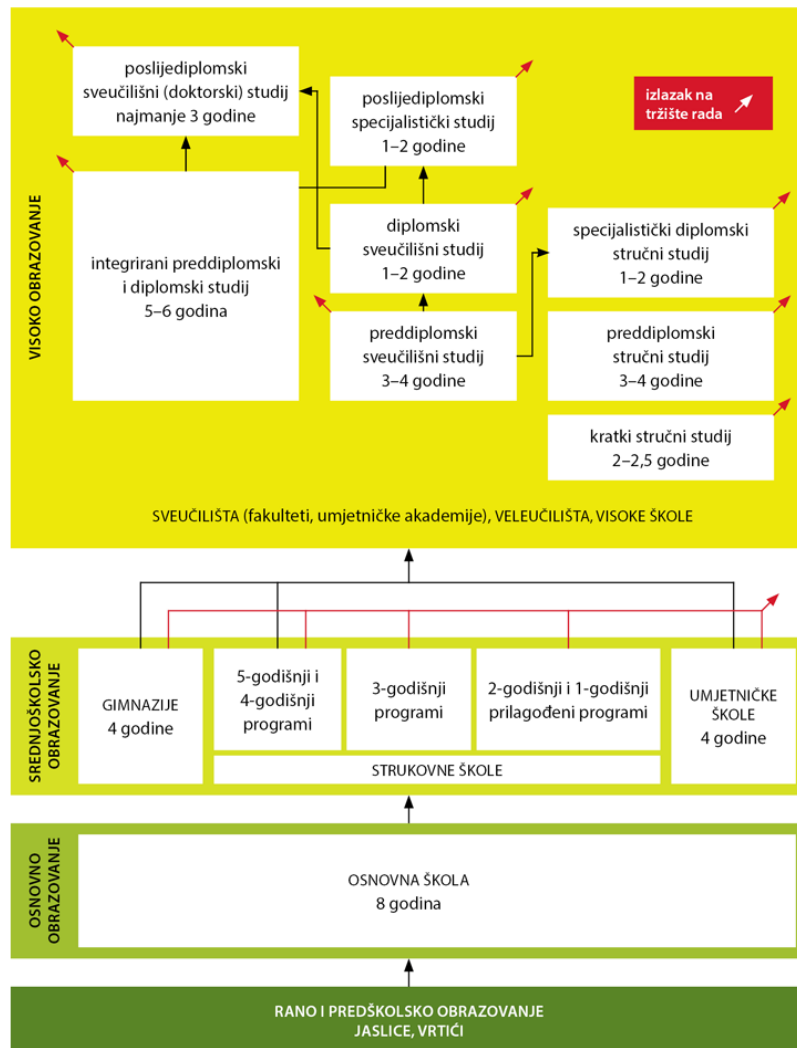 poslijediplomski
sveučilišni (doktorski) studij
najmanje 3 godine
poslijediplomski
specijalistički studij
1–2 godine
izlazak na
tržište rada
VISOKO OBRAZOVANJE
integrirani preddiplomski
i diplomski studij
5–6 godina
diplomski
sveučilišni studij
1–2 godine
specijalistički diplomski
stručni studij
1–2 godine
preddiplomski
sveučilišni studij
3–4 godine
preddiplomski
stručni studij
3–4 godine
kratki stručni studij
2–2,5 godine
SVEUČILIŠTA (fakulteti, umjetničke akademije), VELEUČILIŠTA, VISOKE ŠKOLE
SREDNJOŠKOLSKO
OBRAZOVANJE
GIMNAZIJE
4 godine
5-godišnji i
4-godišnji
programi
3-godišnji
programi
2-godišnji i 1-godišnji
prilagođeni programi
UMJETNIČKE
ŠKOLE
4 godine
STRUKOVNE ŠKOLE
OSNOVNO
OBRAZOVANJE
OSNOVNA ŠKOLA
8 godina
RANO I PREDŠKOLSKO OBRAZOVANJE
JASLICE, VRTIĆI